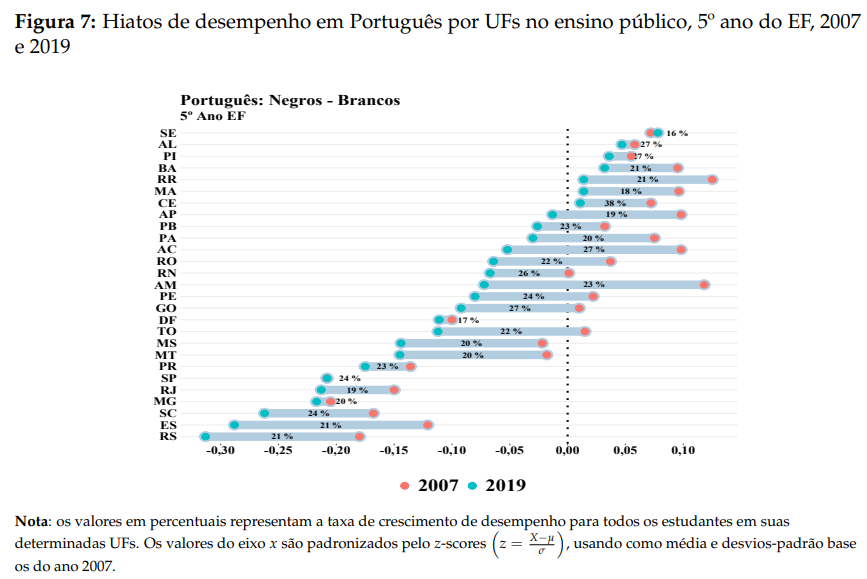 Figura 7: Hiatos de desempenho em Português por UFs no ensino público, 5º ano do EF, 2007
e 2019
Português: Negros - Brancos
5º Ano EF
SE 16 %
AL 27 %
PI 27 %
BA 21 %
RR 21 %
MA 18 %
CE 38 %
AP 19 %
PB 23 %
PA 20 %
AC 27 %
RO 22 %
RN 26 %
AM 23 %
PE 24 %
GO 27 %
DF 17 %
TO 22 %
MS 20 %
MT 20 %
PR 23 %
SP 24 %
RJ 19 %
MG 20 %
SC 24 %
ES 21 %
RS 21 %
-0,30 -0,25 -0,20 -0,15 -0,10 -0,05 0,00 0,05 0,10
2007 2019
Nota: os valores em percentuais representam a taxa de crescimento de desempenho para todos os estudantes em suas
determinadas UFs. Os valores do eixo x são padronizados pelo z-scores (z = X−μ/σ), usando como média e desvios-padrão base
os do ano 2007.